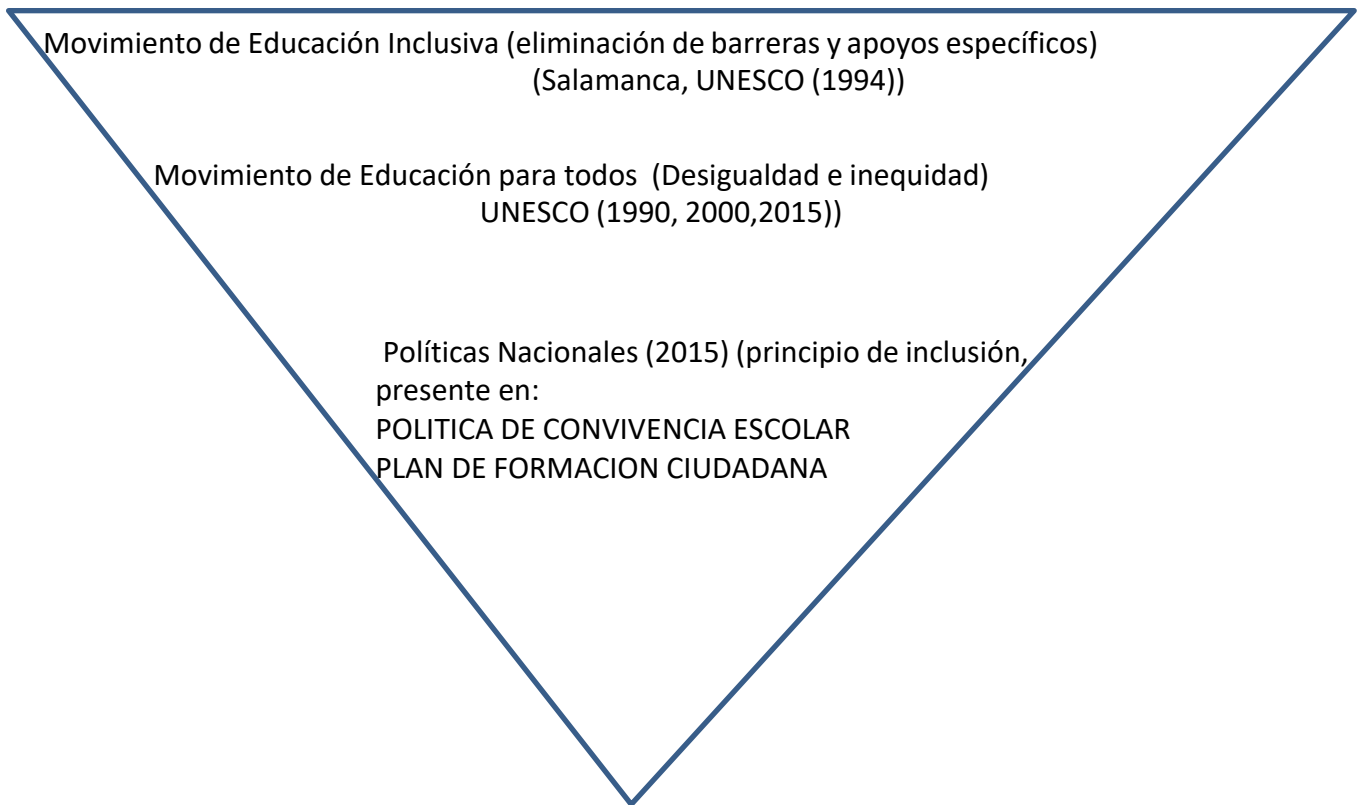 Movimiento de Educación Inclusiva (eliminación de barreras y apoyos específicos)
(Salamanca, UNESCO (1994))
Movimiento de Educación para todos (Desigualdad e inequidad)
UNESCO (1990, 2000,2015))
Políticas Nacionales (2015) (principio de inclusión,
presente en:
POLITICA DE CONVIVENCIA ESCOLAR
PLAN DE FORMACION CIUDADANA